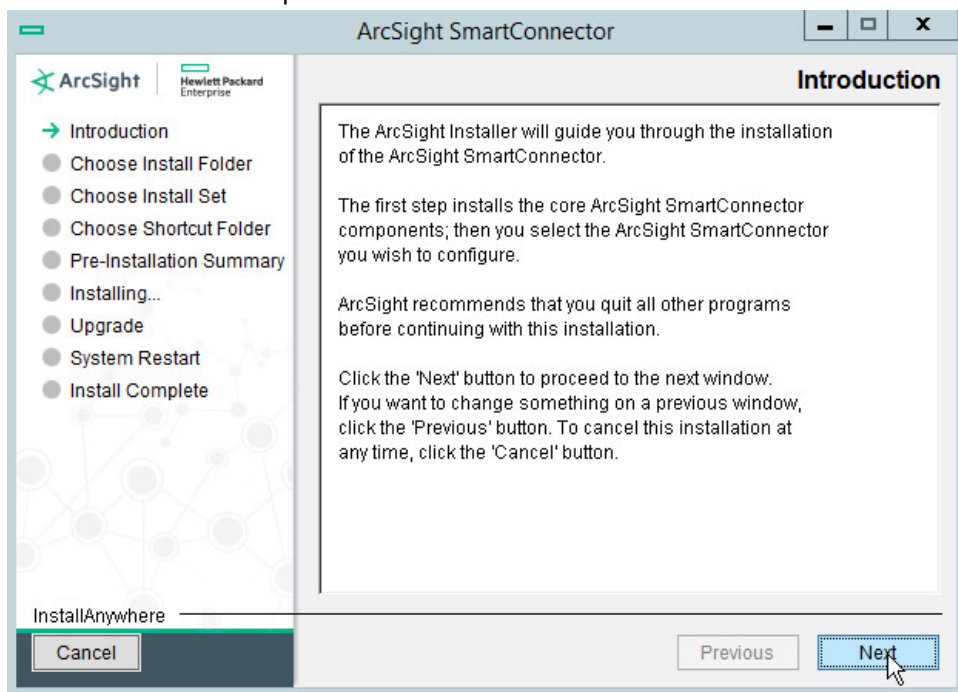 ArcSight SmartConnector
ArcSight
Hewlett Packard
Enterprise
Introduction
Introduction
Choose Install Folder
Choose Install Set
Choose Shortcut Folder
Pre-Installation Summary
Installing...
Upgrade
System Restart
Install Complete
The ArcSight Installer will guide you through the installation
of the ArcSight SmartConnector.
The first step installs the core ArcSight SmartConnector
components; then you select the ArcSight SmartConnector
you wish to configure.
ArcSight recommends that you quit all other programs
before continuing with this installation.
Click the 'Next' button to proceed to the next window.
If you want to change something on a previous window,
click the 'Previous' button. To cancel this installation at
any time, click the 'Cancel' button.
InstallAnywhere
Cancel
Previous
Next